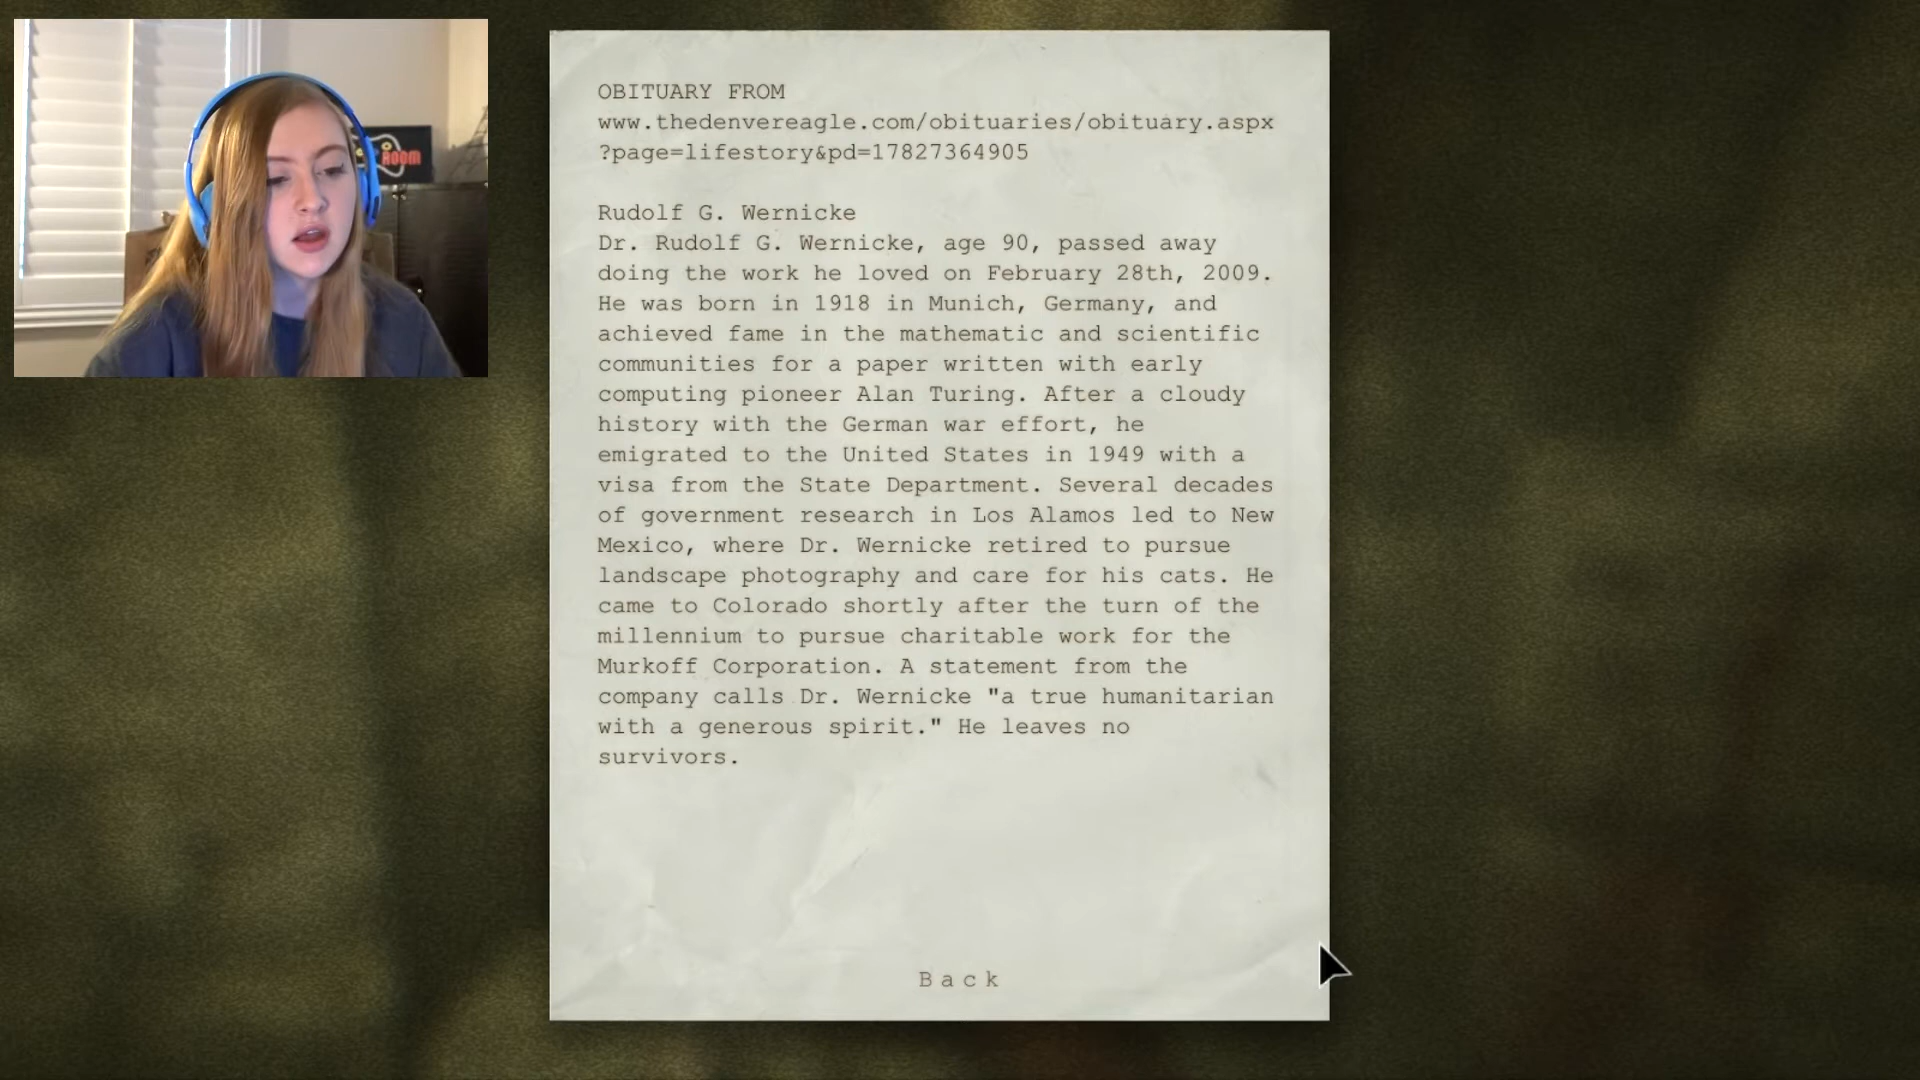 ROOM
OBITUARY FROM
www.thedenvereagle.com/obituaries/obituary.aspx
?page=lifestory&pd=17827364905
Rudolf G. Wernicke
Dr. Rudolf G. Wernicke, age 90, passed away
doing the work he loved on February 28th, 2009.
He was born in 1918 in Munich, Germany, and
achieved fame in the mathematic and scientific
communities for a paper written with early
computing pioneer Alan Turing. After a cloudy
history with the German war effort, he
emigrated to the United States in 1949 with a
visa from the State Department. Several decades
of government research in Los Alamos led to New
Mexico, where Dr. Wernicke retired to pursue
landscape photography and care for his cats. He
came to Colorado shortly after the turn of the
millennium to pursue charitable work for the
Murkoff Corporation. A statement from the
company calls Dr. Wernicke "a true humanitarian
with a generous spirit." He leaves no
survivors.
Back